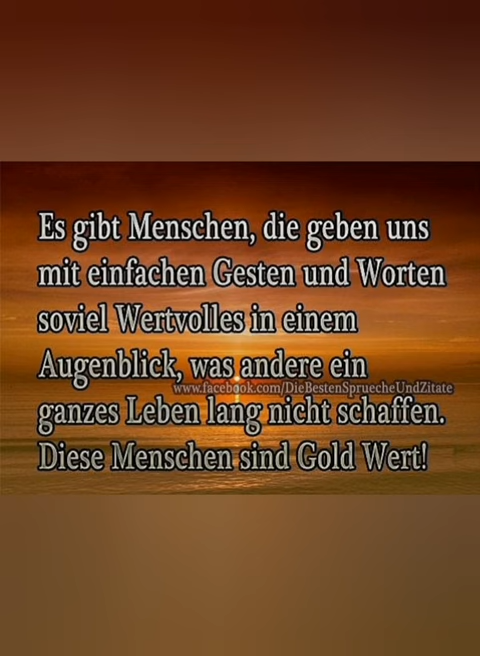 Es gibt Menschen, die geben uns
mit einfachen Gesten und Worten
soviel Wertvolles in einem
Augenblick, was andere ein
www.facebook.com/DieBestenSpruecheUndZitate
ganzes Leben lang nicht schaffen.
Diese Menschen sind Gold Wert!